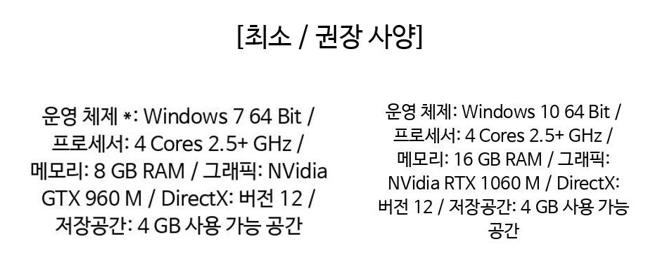 [최소 / 권장 사양]
운영 체제 *: Windows 7 64 Bit /
프로세서: 4 Cores 2.5+ GHz /
메모리: 8 GB RAM / 그래픽: NVidia
GTX 960 M / DirectX: 버전 12 /
저장공간: 4 GB 사용 가능 공간
운영 체제: Windows 10 64 Bit /
프로세서: 4 Cores 2.5+ GHz /
메모리: 16 GB RAM / 그래픽:
NVidia RTX 1060 M / DirectX:
버전 12 / 저장공간: 4 GB 사용 가능
공간